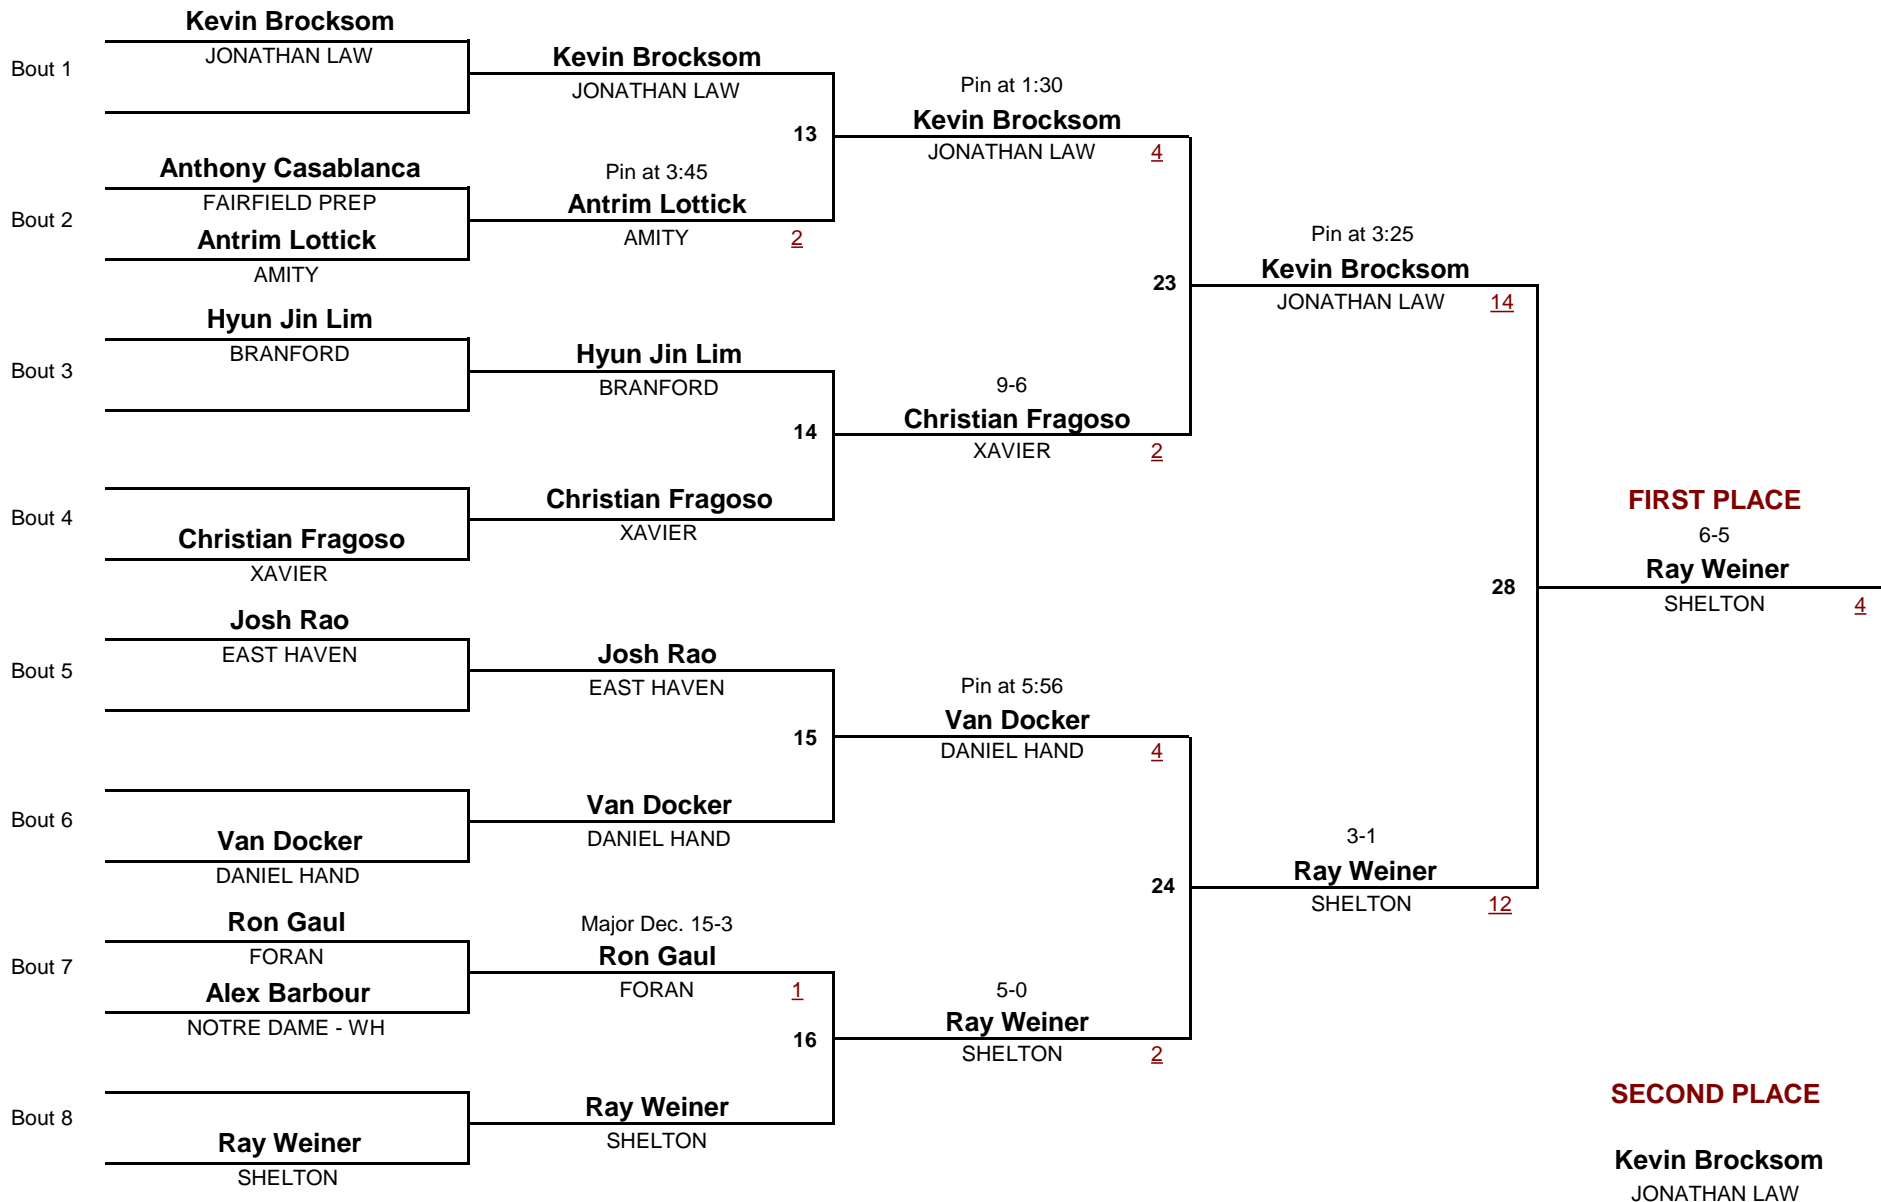 Kevin Brocksom
Bout 1
JONATHAN LAW
Anthony Casablanca
Bout 2
FAIRFIELD PREP
Antrim Lottick
AMITY
Hyun Jin Lim
Bout 3
BRANFORD
Bout 4
Christian Fragoso
XAVIER
Josh Rao
Bout 5
EAST HAVEN
Bout 6
Van Docker
DANIEL HAND
Ron Gaul
Bout 7
FORAN
Alex Barbour
NOTRE DAME - WH
Bout 8
Ray Weiner
SHELTON
Kevin Brocksom
JONATHAN LAW
13
Pin at 3:45
Antrim Lottick
AMITY 2
Hyun Jin Lim
BRANFORD
14
Christian Fragoso
XAVIER
Josh Rao
EAST HAVEN
15
Van Docker
DANIEL HAND
Major Dec. 15-3
Ron Gaul
FORAN 1
16
Ray Weiner
SHELTON
Pin at 1:30
Kevin Brocksom
JONATHAN LAW 4
23
9-6
Christian Fragoso
XAVIER 2
Pin at 5:56
Van Docker
DANIEL HAND 4
24
5-0
Ray Weiner
SHELTON 2
Pin at 3:25
Kevin Brocksom
JONATHAN LAW 14
28
3-1
Ray Weiner
SHELTON 12
FIRST PLACE
6-5
Ray Weiner
SHELTON 4
SECOND PLACE
Kevin Brocksom
JONATHAN LAW